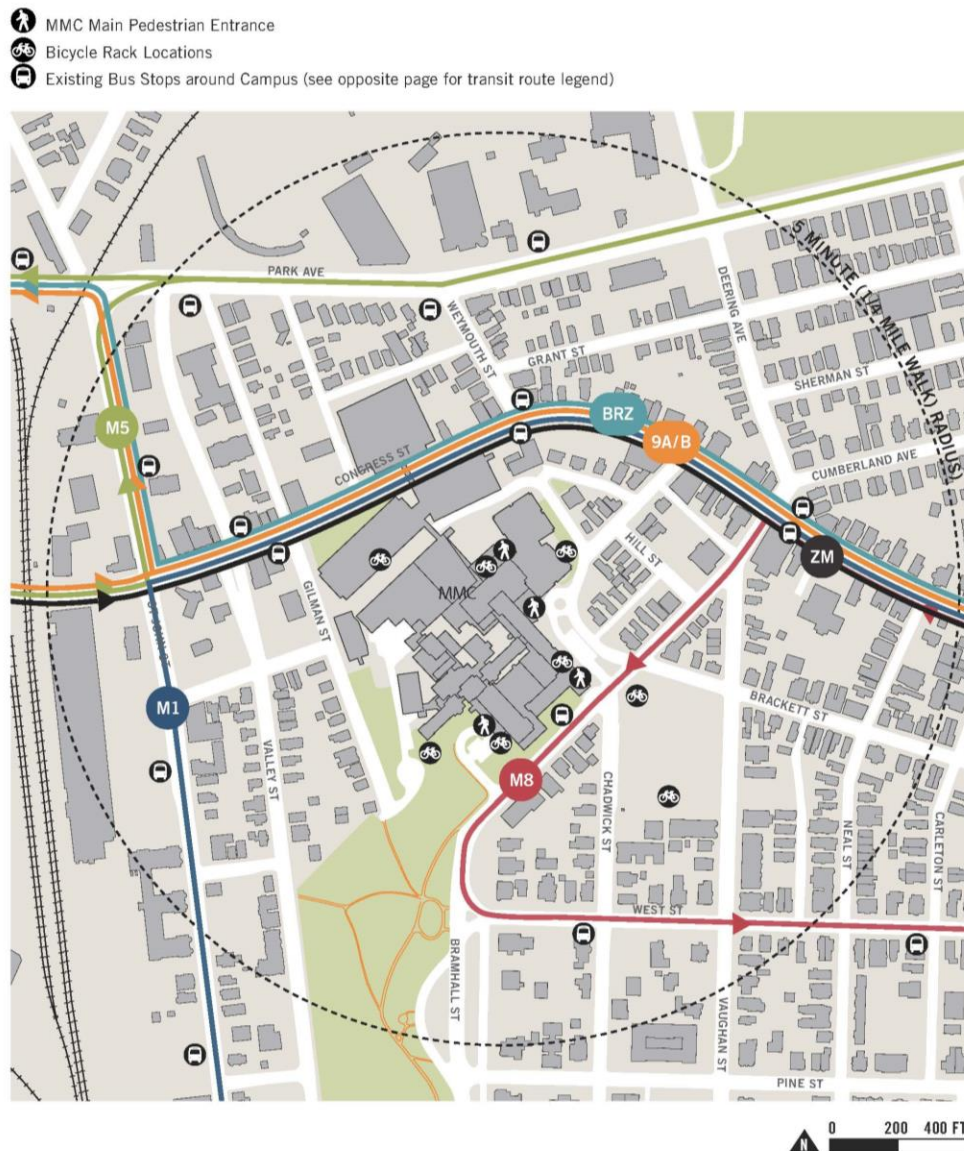 MMC Main Pedestrian Entrance
Bicycle Rack Locations
Existing Bus Stops around Campus (see opposite page for transit route legend)
5 MINUTE (1/4 MILE WALK) RADIUS)
PARK AVE
DEERING AVE
WEYMOUTH ST
GRANT ST
SHERMAN ST
M5
BRZ
9A/B
CONGRESS ST
CUMBERLAND AVE
HILL ST
ZM
MMC
GILMAN ST
ST JOHN ST
M1
BRACKETT ST
VALLEY ST
M8
CHADWICK ST
NEAL ST
CARLETON ST
WEST ST
BRAMHALL ST
VAUGHAN ST
PINE ST
N
0 200 400 FT